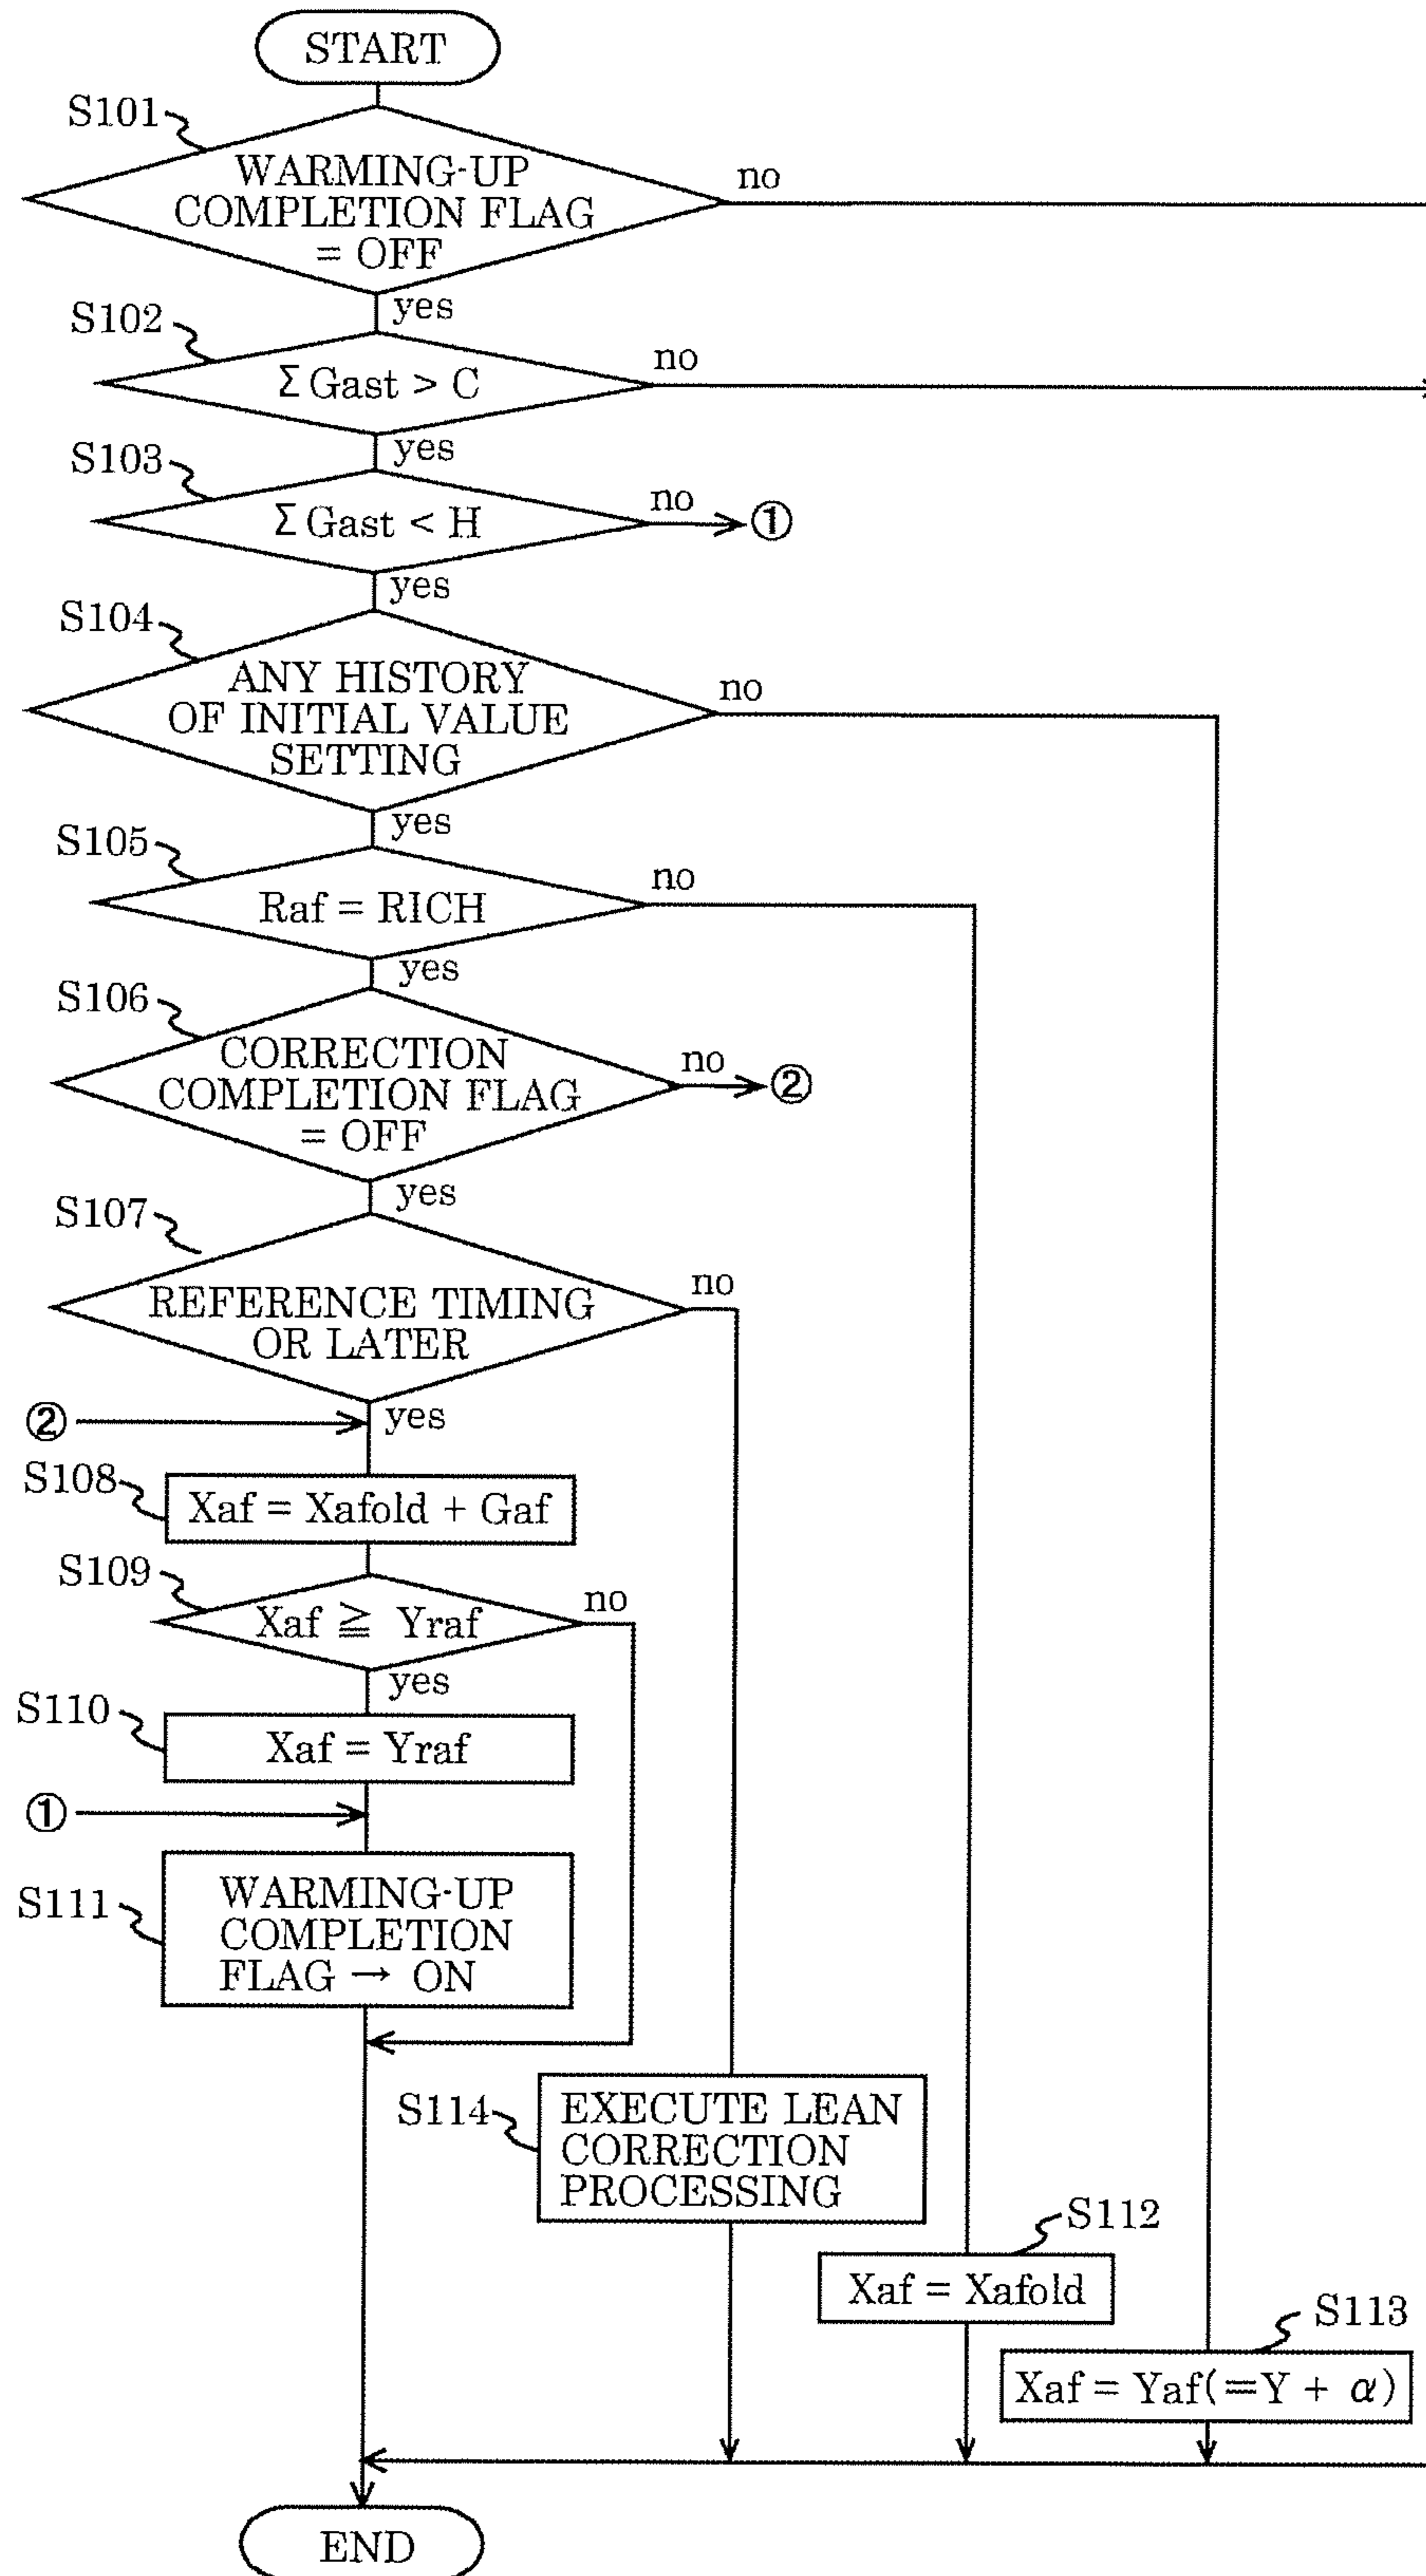 START
S101
WARMING-UP
COMPLETION FLAG
= OFF
no
yes
S102
ΣGast > C
no
yes
S103
ΣGast < H
no
①
yes
S104
ANY HISTORY
OF INITIAL VALUE
SETTING
no
yes
S105
Raf = RICH
no
yes
S106
CORRECTION
COMPLETION FLAG
= OFF
no
②
yes
S107
REFERENCE TIMING
OR LATER
no
yes
②
S108
Xaf = Xafold + Gaf
S109
Xaf ≧ Yraf
no
yes
S110
Xaf = Yraf
①
S111
WARMING-UP
COMPLETION
FLAG → ON
S114
EXECUTE LEAN
CORRECTION
PROCESSING
S112
Xaf = Xafold
S113
Xaf = Yaf(=Y + α)
END